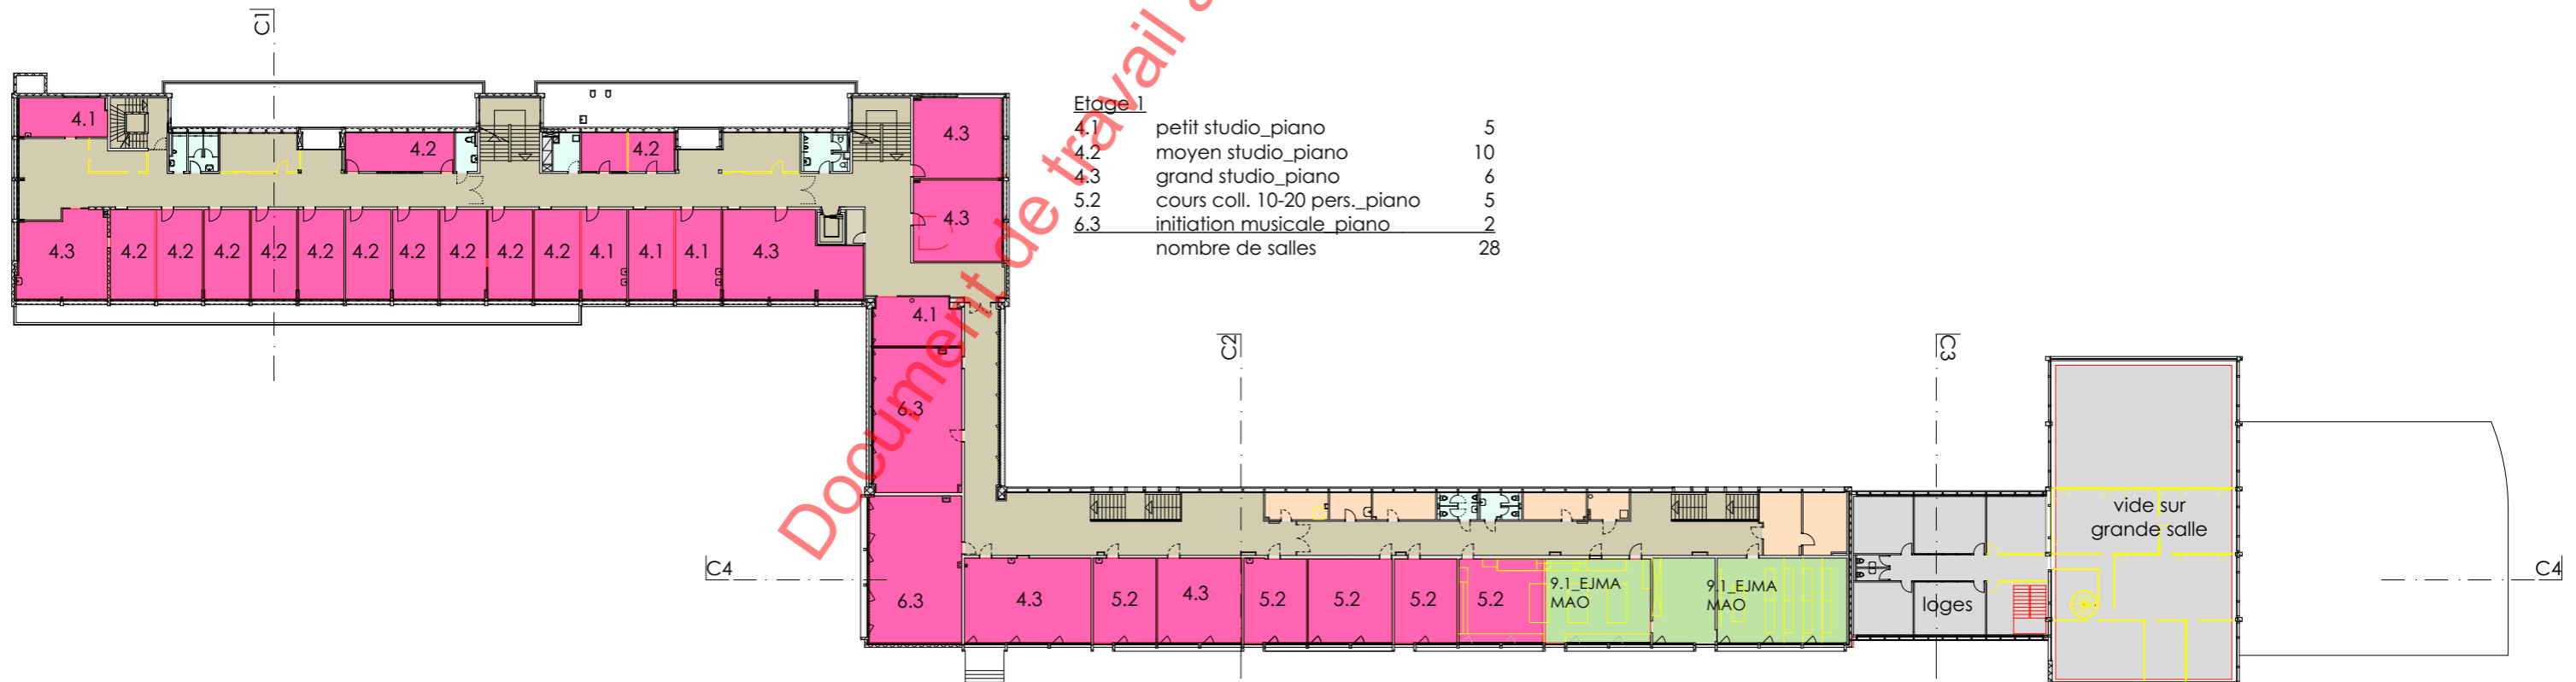 C1
Etage 1
4.1 petit studio_piano 5
4.2 moyen studio_piano 10
4.3 grand studio_piano 6
5.2 cours coll. 10-20 pers._piano 5
6.3 initiation musicale_piano 2
nombre de salles 28
Document de travail
4.1
4.2
4.2
4.3
4.3
4.3
4.2
4.2
4.2
4.2
4.2
4.2
4.2
4.2
4.2
4.2
4.1
4.1
4.1
4.3
4.1
6.3
C2
C3
C4
6.3
4.3
5.2
4.3
5.2
5.2
5.2
5.2
9.1_EJMA
MAO
9.1_EJMA
MAO
loges
vide sur
grande salle
C4